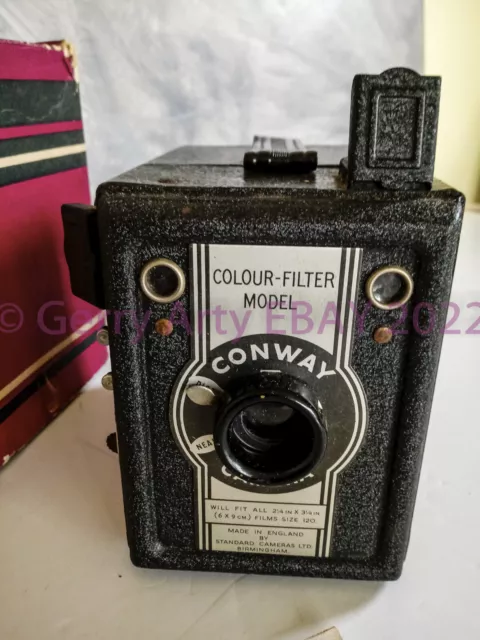 COLOUR-FILTER
MODEL
© Gerry Arty EBAY 2022
CONWAY
NEA
WILL FIT ALL 2¼ IN X 3¼ IN
(6 X 9 CM.) FILMS SIZE 120.
MADE IN ENGLAND
BY
STANDARD CAMERAS LTD
BIRMINGHAM.